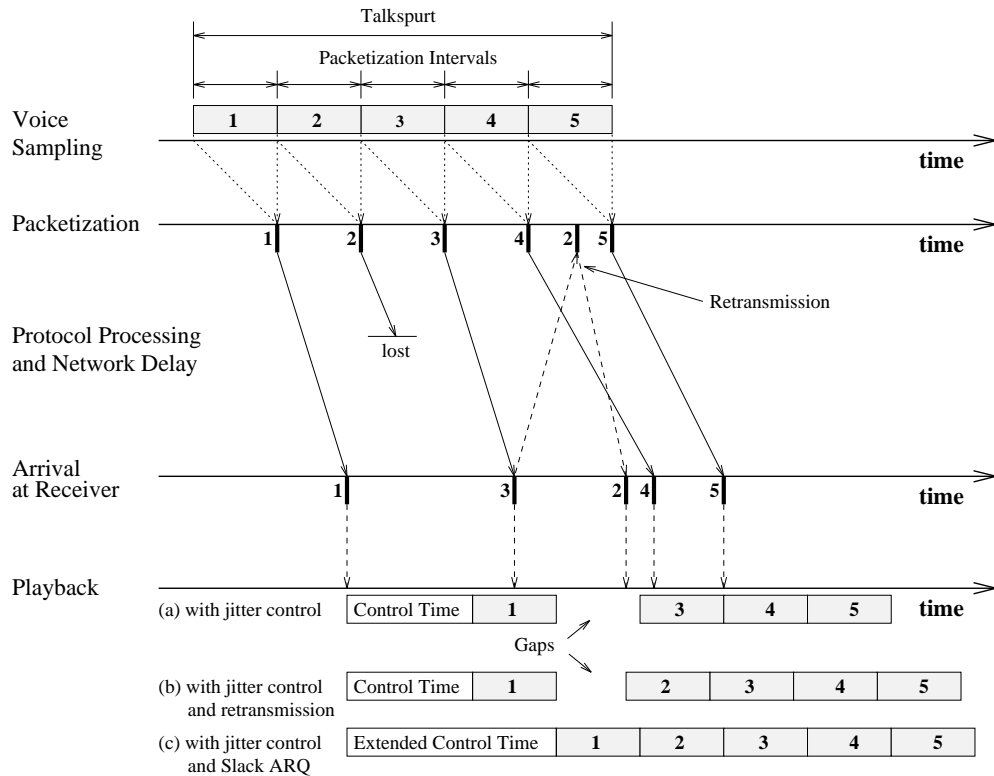 Talkspurt
Packetization Intervals
Voice
Sampling
1 2 3 4 5
time
Packetization
1 2 3 4 2 5
time
Retransmission
Protocol Processing
and Network Delay
lost
Arrival
at Receiver
1 3 2 4 5
time
Playback
time
(a) with jitter control
Control Time 1 3 4 5
Gaps
(b) with jitter control
and retransmission
Control Time 1 2 3 4 5
(c) with jitter control
and Slack ARQ
Extended Control Time 1 2 3 4 5